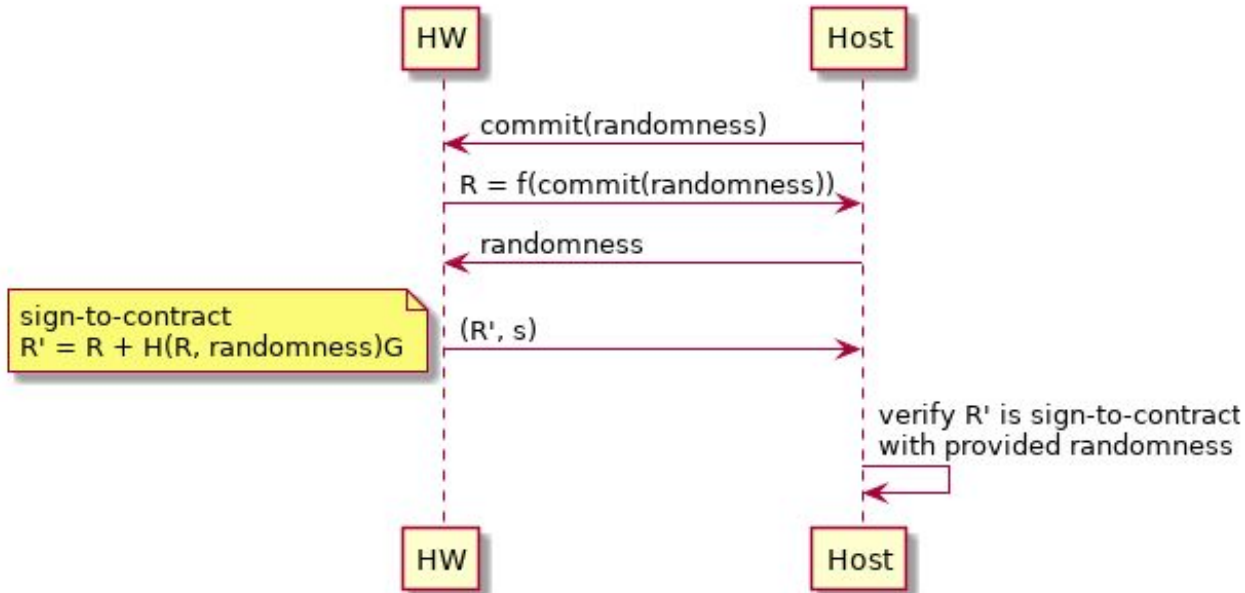 HW
Host
commit(randomness)
R = f(commit(randomness))
randomness
sign-to-contract
R' = R + H(R, randomness)G
(R', s)
verify R' is sign-to-contract
with provided randomness
HW
Host